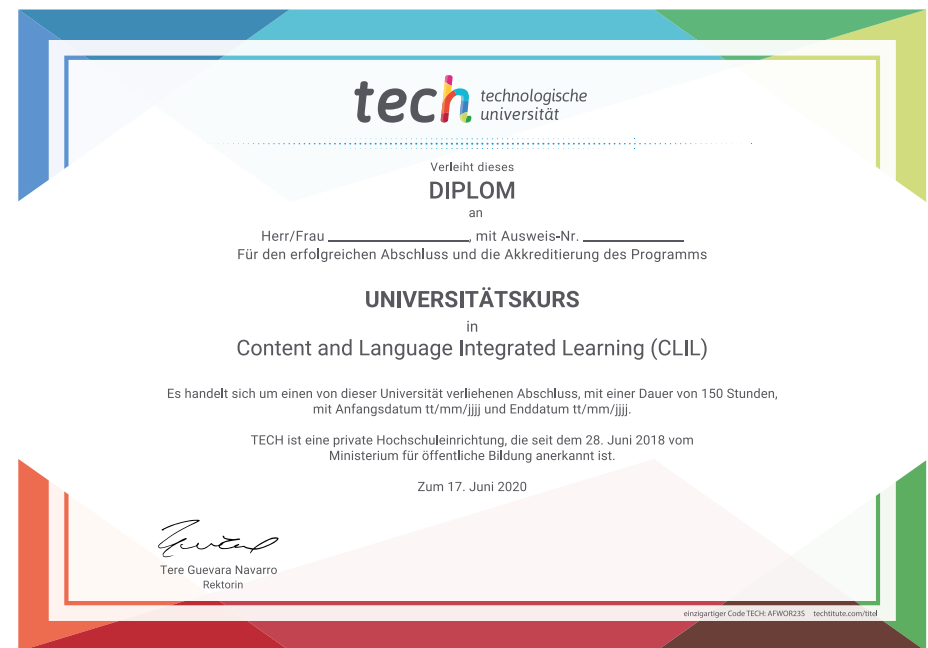 tech technologische
universität
Verleiht dieses
DIPLOM
an
Herr/Frau ____________, mit Ausweis-Nr. ____________
Für den erfolgreichen Abschluss und die Akkreditierung des Programms
UNIVERSITÄTSKURS
in
Content and Language Integrated Learning (CLIL)
Es handelt sich um einen von dieser Universität verliehenen Abschluss, mit einer Dauer von 150 Stunden,
mit Anfangsdatum tt/mm/jjjj und Enddatum tt/mm/jjjj.
TECH ist eine private Hochschuleinrichtung, die seit dem 28. Juni 2018 vom
Ministerium für öffentliche Bildung anerkannt ist.
Zum 17. Juni 2020
Tere Guevara Navarro
Rektorin
einzigartiger Code TECH: AFWOR23S techtitute.com/titel